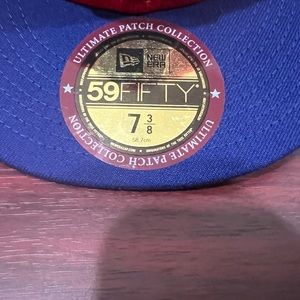 ULTIMATE PATCH COLLECTION
NEW ERA
59FIFTY
7 3/8
58.7cm
ULTIMATE PATCH COLLECTION